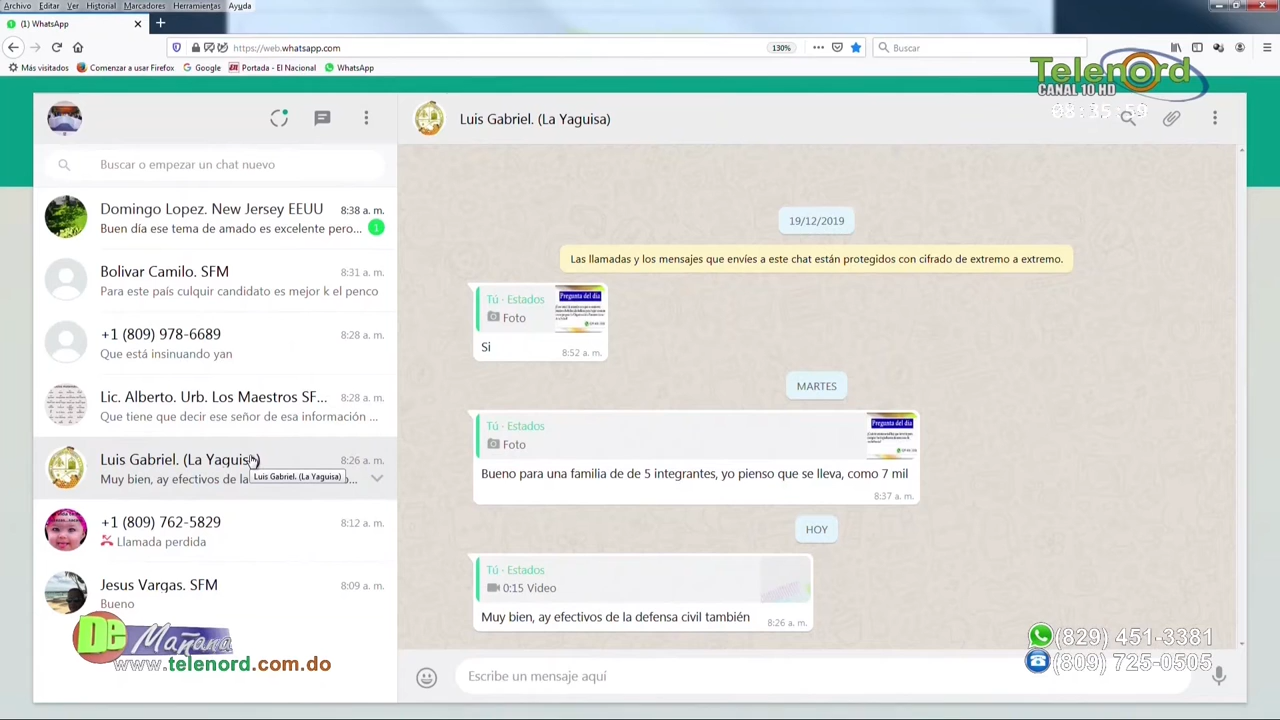 Archivo Editar Ver Historial Marcadores Herramientas Ayuda
(1) WhatsApp
https://web.whatsapp.com
130%
Buscar
Más visitados Comenzar a usar Firefox Google Portada - El Nacional WhatsApp
Telenord
CANAL 10 HD
08:35:59
Luis Gabriel. (La Yaguisa)
Buscar o empezar un chat nuevo
Domingo Lopez. New Jersey EEUU 8:38 a. m.
Buen día ese tema de amado es excelente pero... 1
Bolivar Camilo. SFM 8:31 a. m.
Para este país culquir candidato es mejor k el penco
+1 (809) 978-6689 8:28 a. m.
Que está insinuando yan
Lic. Alberto. Urb. Los Maestros SF... 8:28 a. m.
Que tiene que decir ese señor de esa información ...
Luis Gabriel. (La Yaguisa) 8:26 a. m.
Muy bien, ay efectivos de la
Luis Gabriel. (La Yaguisa)
+1 (809) 762-5829 8:12 a. m.
Llamada perdida
Jesus Vargas. SFM 8:09 a. m.
Bueno
19/12/2019
Las llamadas y los mensajes que envíes a este chat están protegidos con cifrado de extremo a extremo.
Tú · Estados
Foto
Pregunta del dia
Si
8:52 a. m.
MARTES
Tú · Estados
Foto
Pregunta del dia
Bueno para una familia de de 5 integrantes, yo pienso que se lleva, como 7 mil
8:37 a. m.
HOY
Tú · Estados
0:15 Video
Muy bien, ay efectivos de la defensa civil también
8:26 a. m.
Escribe un mensaje aquí
De Mañana
www.telenord.com.do
(829) 451-3381
(809) 725-0505